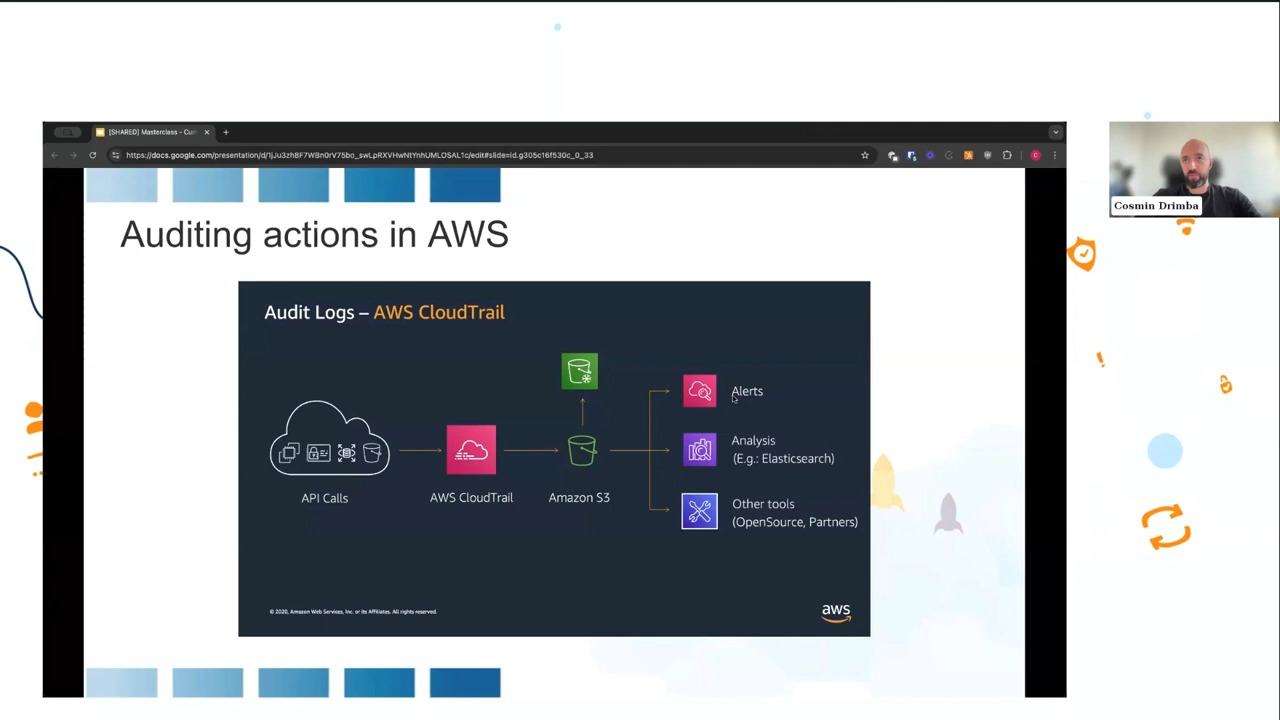 [SHARED] Masterclass - Cus
https://docs.google.com/presentation/d/1jJu3zh8F7WBn0rV75bo_swLpRXVHwNtYnhUMLOSAL1c/edit#slide=id.g305c16f530c_0_33
Cosmin Drimba
Auditing actions in AWS
Audit Logs – AWS CloudTrail
Alerts
Analysis
(E.g.: Elasticsearch)
API Calls
AWS CloudTrail
Amazon S3
Other tools
(OpenSource, Partners)
© 2020, Amazon Web Services, Inc. or its Affiliates. All rights reserved.
aws